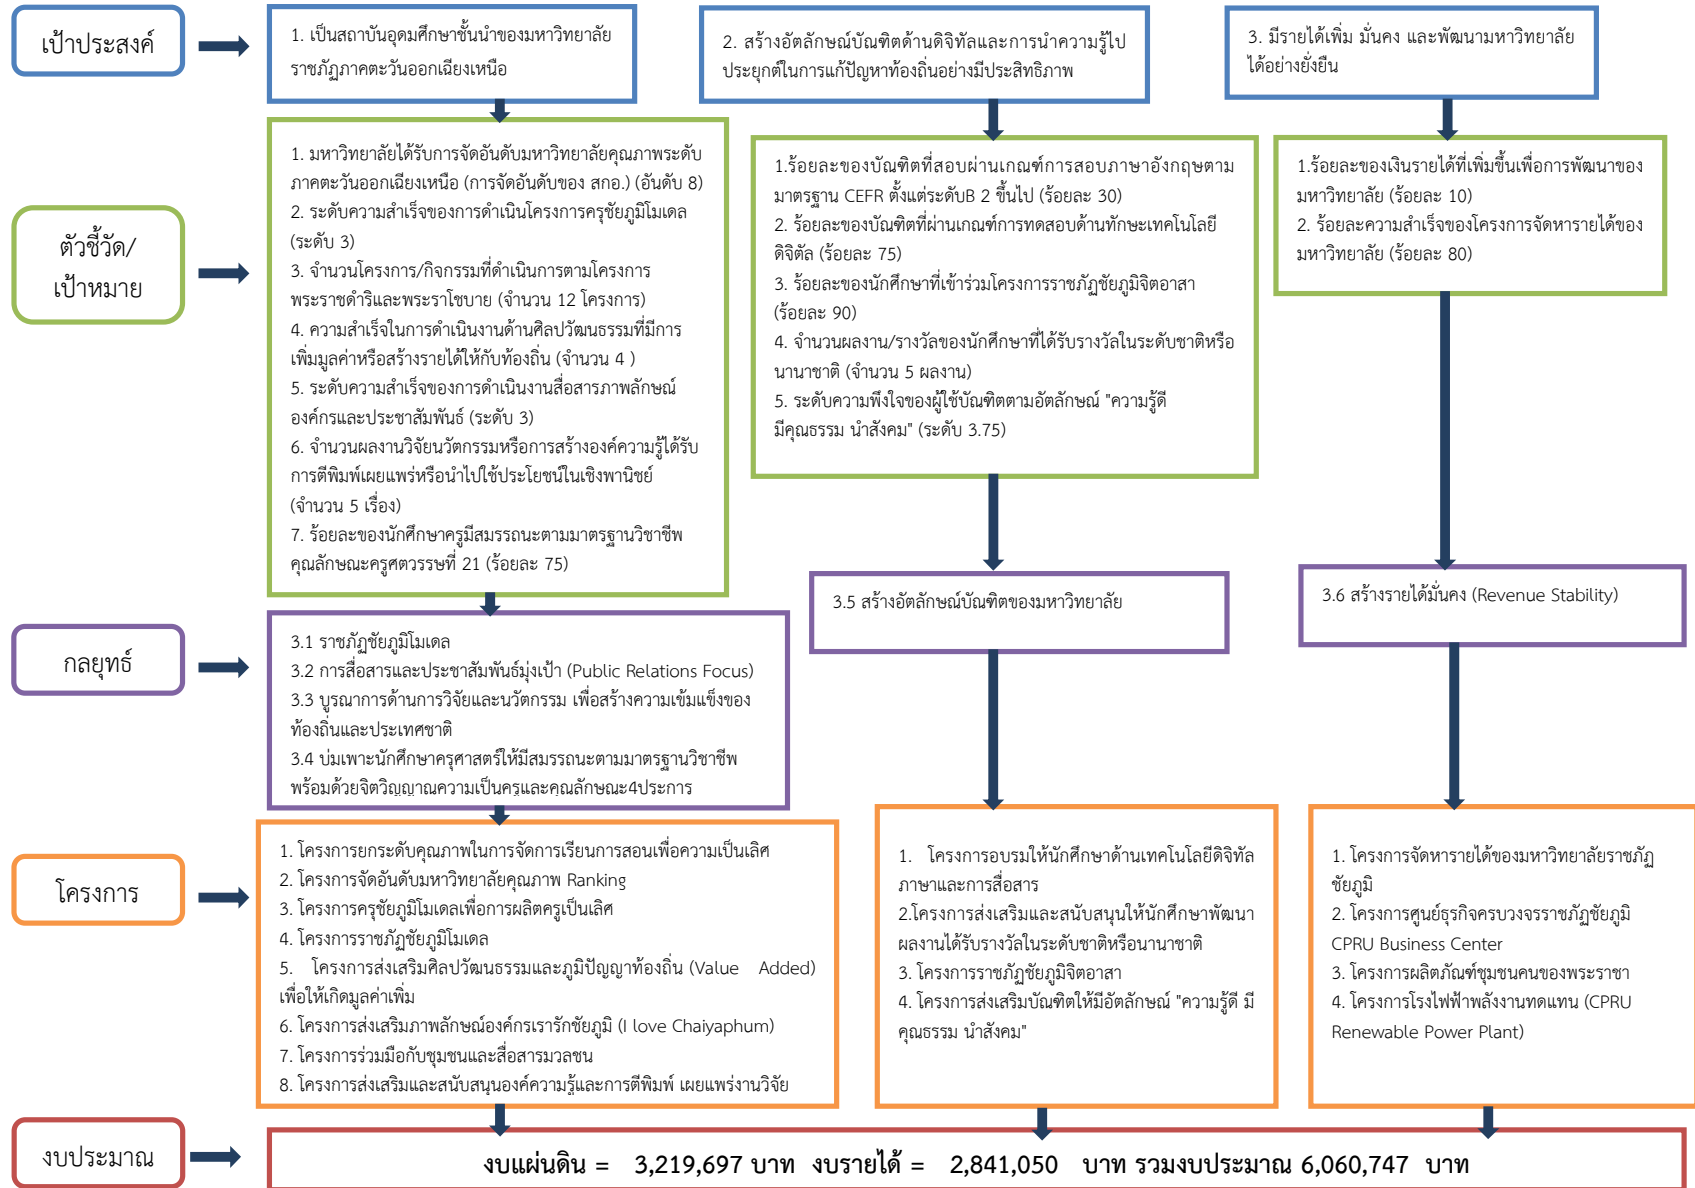 เป้าประสงค์
1. เป็นสถาบันอุดมศึกษาชั้นนำของมหาวิทยาลัย
ราชภัฏภาคตะวันออกเฉียงเหนือ
2. สร้างอัตลักษณ์บัณฑิตด้านดิจิทัลและการนำความรู้ไป
ประยุกต์ในการแก้ปัญหาท้องถิ่นอย่างมีประสิทธิภาพ
3. มีรายได้เพิ่ม มั่นคง และพัฒนามหาวิทยาลัย
ได้อย่างยั่งยืน
ตัวชี้วัด/
เป้าหมาย
1. มหาวิทยาลัยได้รับการจัดอันดับมหาวิทยาลัยคุณภาพระดับ
ภาคตะวันออกเฉียงเหนือ (การจัดอันดับของ สกอ.) (อันดับ 8)
2. ระดับความสำเร็จของการดำเนินโครงการครุชัยภูมิโมเดล
(ระดับ 3)
3. จำนวนโครงการ/กิจกรรมที่ดำเนินการตามโครงการ
พระราชดำริและพระราโชบาย (จำนวน 12 โครงการ)
4. ความสำเร็จในการดำเนินงานด้านศิลปวัฒนธรรมที่มีการ
เพิ่มมูลค่าหรือสร้างรายได้ให้กับท้องถิ่น (จำนวน 4 )
5. ระดับความสำเร็จของการดำเนินงานสื่อสารภาพลักษณ์
องค์กรและประชาสัมพันธ์ (ระดับ 3)
6. จำนวนผลงานวิจัยนวัตกรรมหรือการสร้างองค์ความรู้ได้รับ
การตีพิมพ์เผยแพร่หรือนำไปใช้ประโยชน์ในเชิงพานิชย์
(จำนวน 5 เรื่อง)
7. ร้อยละของนักศึกษาครูมีสมรรถนะตามมาตรฐานวิชาชีพ
คุณลักษณะครูศตวรรษที่ 21 (ร้อยละ 75)
1.ร้อยละของบัณฑิตที่สอบผ่านเกณฑ์การสอบภาษาอังกฤษตาม
มาตรฐาน CEFR ตั้งแต่ระดับB 2 ขึ้นไป (ร้อยละ 30)
2. ร้อยละของบัณฑิตที่ผ่านเกณฑ์การทดสอบด้านทักษะเทคโนโลยี
ดิจิตัล (ร้อยละ 75)
3. ร้อยละของนักศึกษาที่เข้าร่วมโครงการราชภัฏชัยภูมิจิตอาสา
(ร้อยละ 90)
4. จำนวนผลงาน/รางวัลของนักศึกษาที่ได้รับรางวัลในระดับชาติหรือ
นานาชาติ (จำนวน 5 ผลงาน)
5. ระดับความพึงใจของผู้ใช้บัณฑิตตามอัตลักษณ์ "ความรู้ดี
มีคุณธรรม นำสังคม" (ระดับ 3.75)
1.ร้อยละของเงินรายได้ที่เพิ่มขึ้นเพื่อการพัฒนาของ
มหาวิทยาลัย (ร้อยละ 10)
2. ร้อยละความสำเร็จของโครงการจัดหารายได้ของ
มหาวิทยาลัย (ร้อยละ 80)
กลยุทธ์
3.1 ราชภัฏชัยภูมิโมเดล
3.2 การสื่อสารและประชาสัมพันธ์มุ่งเป้า (Public Relations Focus)
3.3 บูรณาการด้านการวิจัยและนวัตกรรม เพื่อสร้างความเข้มแข็งของ
ท้องถิ่นและประเทศชาติ
3.4 บ่มเพาะนักศึกษาครุศาสตร์ให้มีสมรรถนะตามมาตรฐานวิชาชีพ
พร้อมด้วยจิตวิญญาณความเป็นครูและคุณลักษณะ4ประการ
3.5 สร้างอัตลักษณ์บัณฑิตของมหาวิทยาลัย
3.6 สร้างรายได้มั่นคง (Revenue Stability)
โครงการ
1. โครงการยกระดับคุณภาพในการจัดการเรียนการสอนเพื่อความเป็นเลิศ
2. โครงการจัดอันดับมหาวิทยาลัยคุณภาพ Ranking
3. โครงการครุชัยภูมิโมเดลเพื่อการผลิตครูเป็นเลิศ
4. โครงการราชภัฏชัยภูมิโมเดล
5. โครงการส่งเสริมศิลปวัฒนธรรมและภูมิปัญญาท้องถิ่น (Value Added)
เพื่อให้เกิดมูลค่าเพิ่ม
6. โครงการส่งเสริมภาพลักษณ์องค์กรเรารักชัยภูมิ (I love Chaiyaphum)
7. โครงการร่วมมือกับชุมชนและสื่อสารมวลชน
8. โครงการส่งเสริมและสนับสนุนองค์ความรู้และการตีพิมพ์ เผยแพร่งานวิจัย
1. โครงการอบรมให้นักศึกษาด้านเทคโนโลยีดิจิทัล
ภาษาและการสื่อสาร
2.โครงการส่งเสริมและสนับสนุนให้นักศึกษาพัฒนา
ผลงานได้รับรางวัลในระดับชาติหรือนานาชาติ
3. โครงการราชภัฏชัยภูมิจิตอาสา
4. โครงการส่งเสริมบัณฑิตให้มีอัตลักษณ์ "ความรู้ดี มี
คุณธรรม นำสังคม"
1. โครงการจัดหารายได้ของมหาวิทยาลัยราชภัฏ
ชัยภูมิ
2. โครงการศูนย์ธุรกิจครบวงจรราชภัฏชัยภูมิ
CPRU Business Center
3. โครงการผลิตภัณฑ์ชุมชนคนของพระราชา
4. โครงการโรงไฟฟ้าพลังงานทดแทน (CPRU
Renewable Power Plant)
งบประมาณ
งบแผ่นดิน = 3,219,697 บาท งบรายได้ = 2,841,050 บาท รวมงบประมาณ 6,060,747 บาท